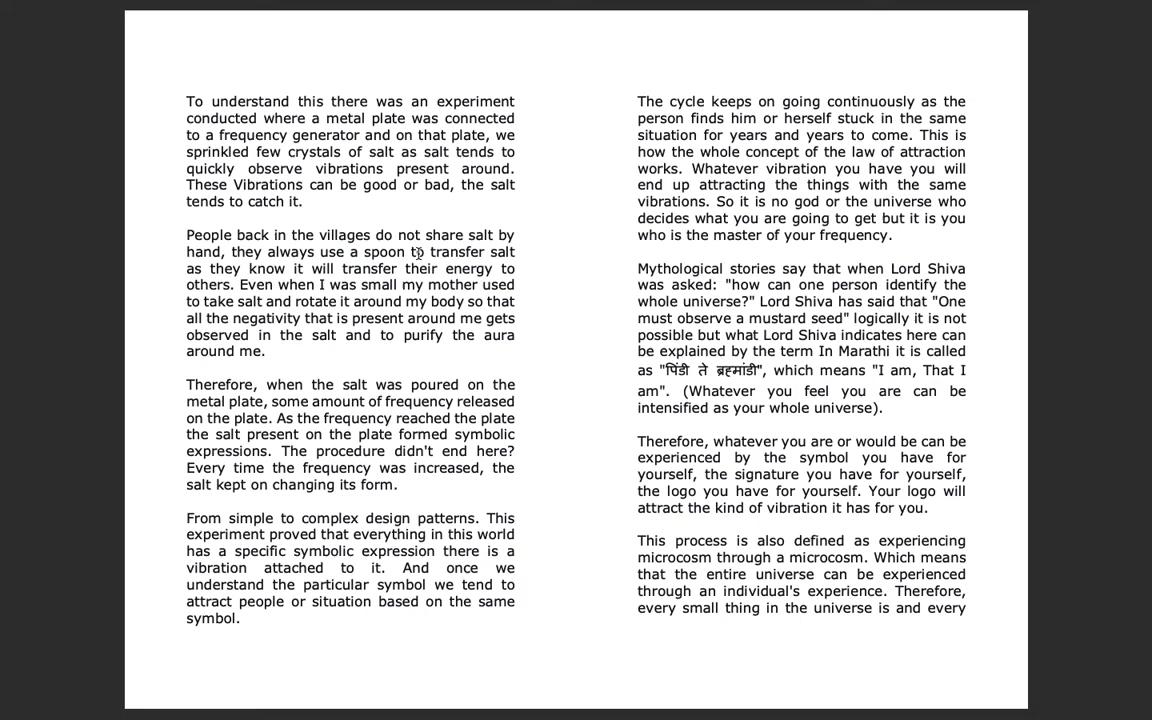 To understand this there was an experiment
conducted where a metal plate was connected
to a frequency generator and on that plate, we
sprinkled few crystals of salt as salt tends to
quickly observe vibrations present around.
These Vibrations can be good or bad, the salt
tends to catch it.
People back in the villages do not share salt by
hand, they always use a spoon to transfer salt
as they know it will transfer their energy to
others. Even when I was small my mother used
to take salt and rotate it around my body so that
all the negativity that is present around me gets
observed in the salt and to purify the aura
around me.
Therefore, when the salt was poured on the
metal plate, some amount of frequency released
on the plate. As the frequency reached the plate
the salt present on the plate formed symbolic
expressions. The procedure didn't end here?
Every time the frequency was increased, the
salt kept on changing its form.
From simple to complex design patterns. This
experiment proved that everything in this world
has a specific symbolic expression there is a
vibration attached to it. And once we
understand the particular symbol we tend to
attract people or situation based on the same
symbol.
The cycle keeps on going continuously as the
person finds him or herself stuck in the same
situation for years and years to come. This is
how the whole concept of the law of attraction
works. Whatever vibration you have you will
end up attracting the things with the same
vibrations. So it is no god or the universe who
decides what you are going to get but it is you
who is the master of your frequency.
Mythological stories say that when Lord Shiva
was asked: "how can one person identify the
whole universe?" Lord Shiva has said that "One
must observe a mustard seed" logically it is not
possible but what Lord Shiva indicates here can
be explained by the term In Marathi it is called
as "पिंडी ते ब्रह्मांडी", which means "I am, That I
am". (Whatever you feel you are can be
intensified as your whole universe).
Therefore, whatever you are or would be can be
experienced by the symbol you have for
yourself, the signature you have for yourself,
the logo you have for yourself. Your logo will
attract the kind of vibration it has for you.
This process is also defined as experiencing
microcosm through a microcosm. Which means
that the entire universe can be experienced
through an individual's experience. Therefore,
every small thing in the universe is and every